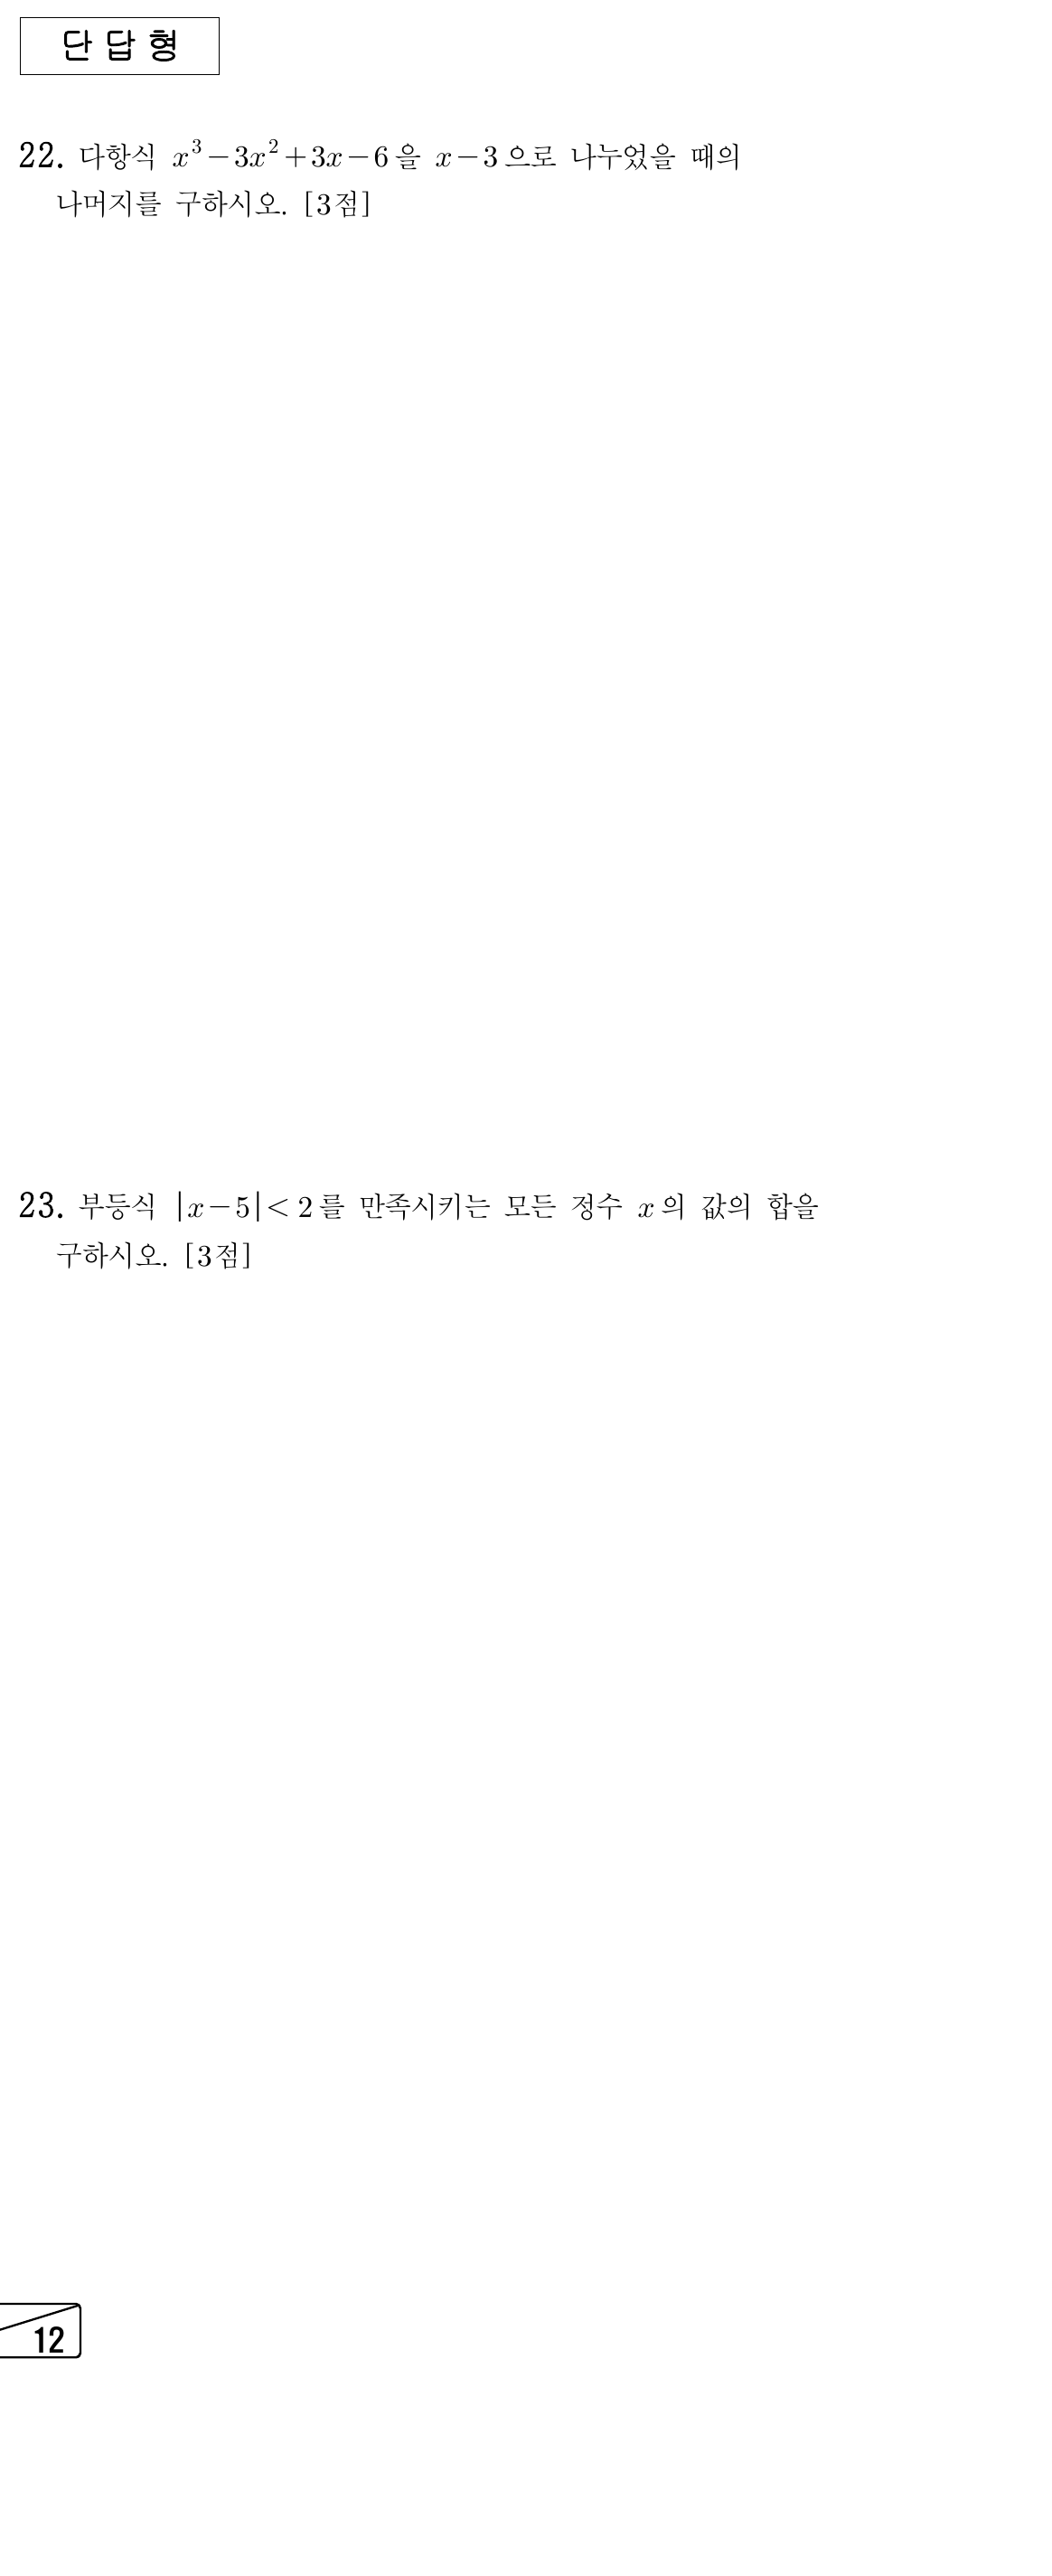 단답형
22. 다항식 x³-3x²+3x-6을 x-3으로 나누었을 때의
나머지를 구하시오. [3점]
23. 부등식 |x-5|<2를 만족시키는 모든 정수 x의 값의 합을
구하시오. [3점]
12